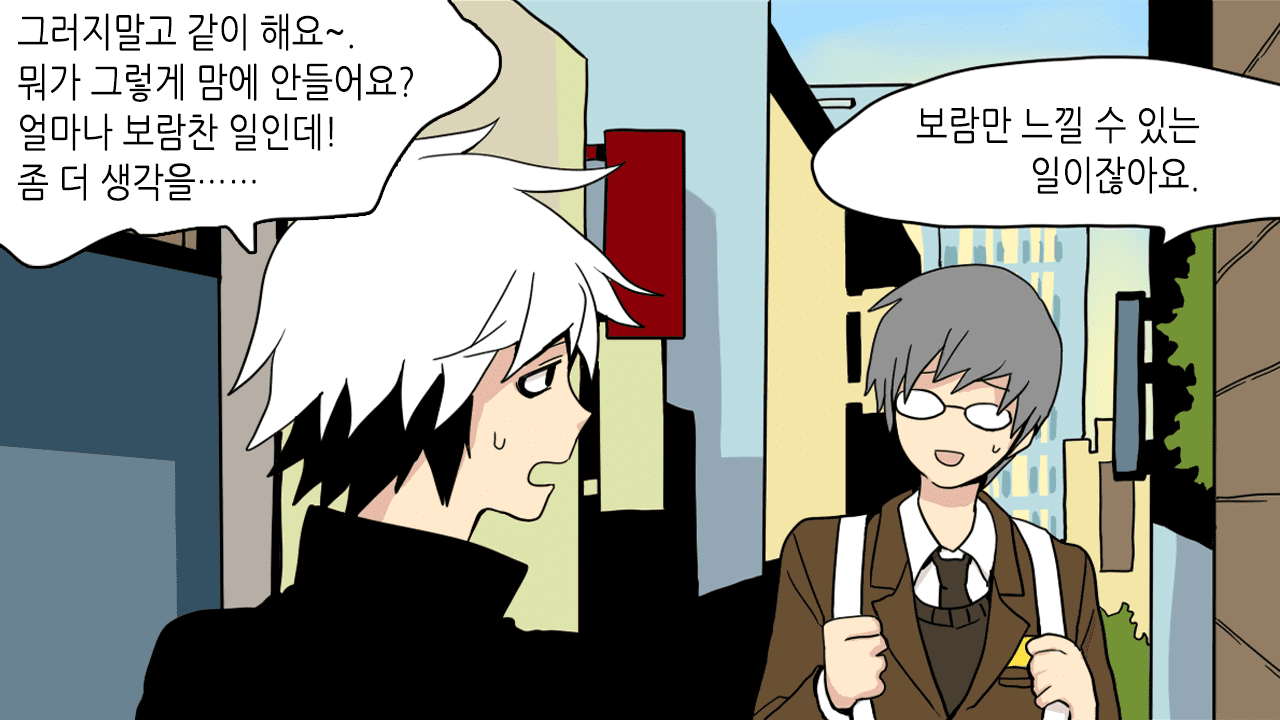 그러지말고 같이 해요~.
뭐가 그렇게 맘에 안들어요?
얼마나 보람찬 일인데!
좀 더 생각을……
보람만 느낄 수 있는
일이잖아요.